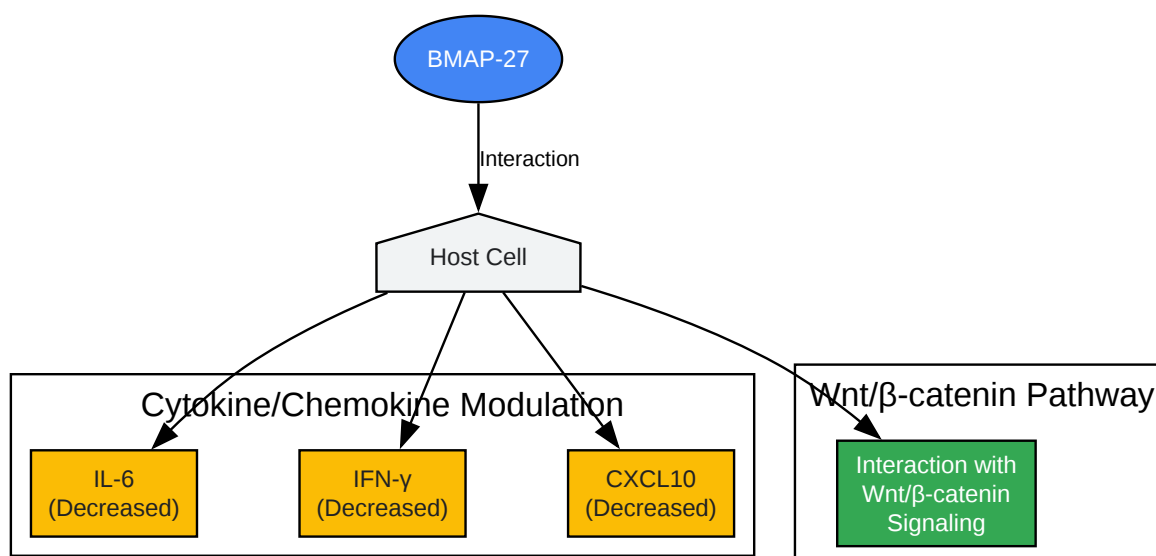 BMAP-27
Interaction
Host Cell
Cytokine/Chemokine Modulation
Wnt/β-catenin Pathway
IL-6
(Decreased)
IFN-γ
(Decreased)
CXCL10
(Decreased)
Interaction with
Wnt/β-catenin
Signaling